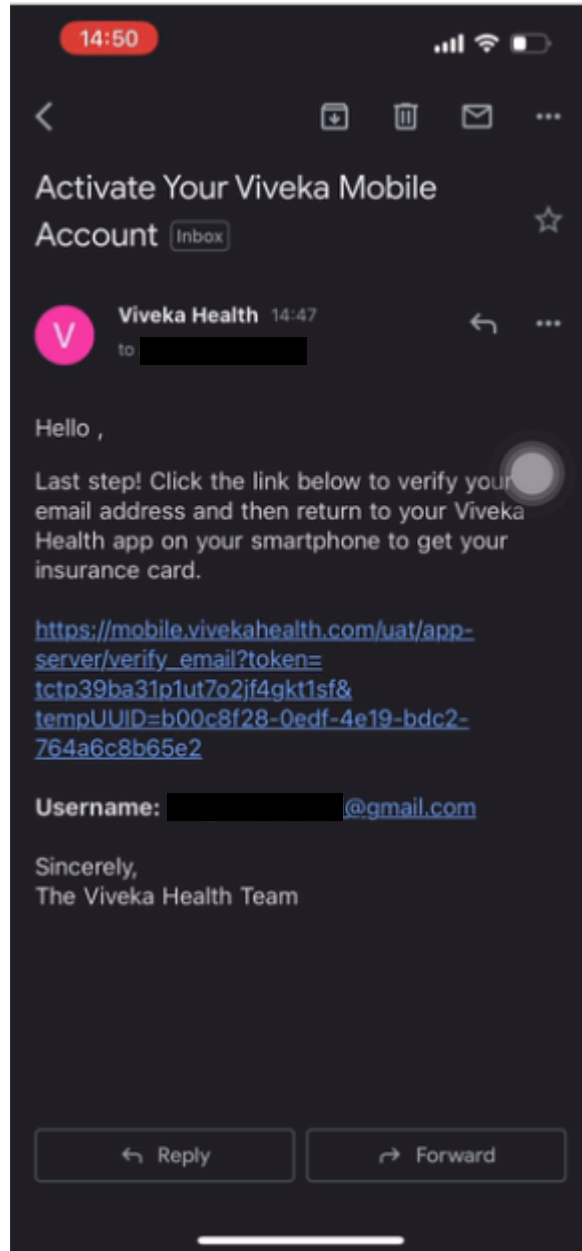 14:50
Activate Your Viveka Mobile
Account Inbox
V
Viveka Health 14:47
to
Hello ,
Last step! Click the link below to verify your
email address and then return to your Viveka
Health app on your smartphone to get your
insurance card.
https://mobile.vivekahealth.com/uat/app-
server/verify_email?token=
tctp39ba31p1ut7o2jf4gkt1sf&
tempUUID=b00c8f28-0edf-4e19-bdc2-
764a6c8b65e2
Username: @gmail.com
Sincerely,
The Viveka Health Team
Reply
Forward